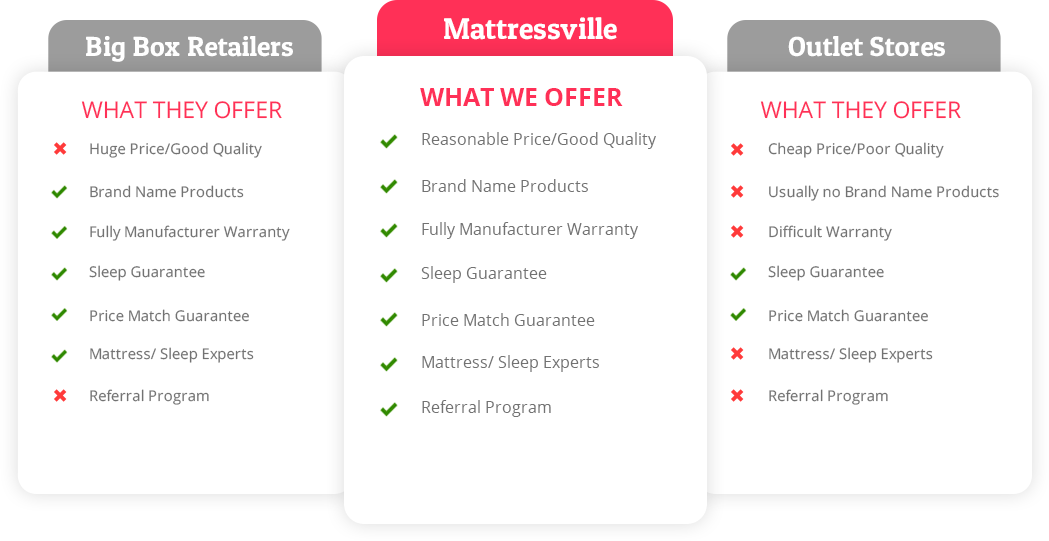 Big Box Retailers
WHAT THEY OFFER
Huge Price/Good Quality
Brand Name Products
Fully Manufacturer Warranty
Sleep Guarantee
Price Match Guarantee
Mattress/ Sleep Experts
Referral Program
Mattressville
WHAT WE OFFER
Reasonable Price/Good Quality
Brand Name Products
Fully Manufacturer Warranty
Sleep Guarantee
Price Match Guarantee
Mattress/ Sleep Experts
Referral Program
Outlet Stores
WHAT THEY OFFER
Cheap Price/Poor Quality
Usually no Brand Name Products
Difficult Warranty
Sleep Guarantee
Price Match Guarantee
Mattress/ Sleep Experts
Referral Program